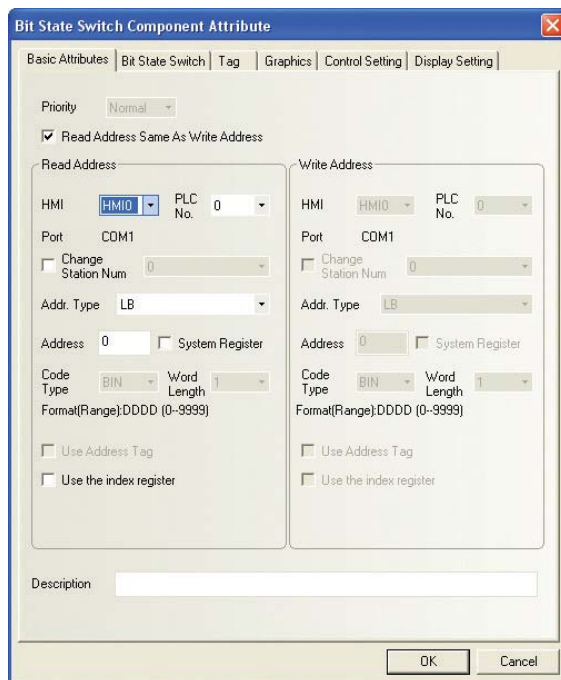 Bit State Switch Component Attribute
Basic Attributes Bit State Switch Tag Graphics Control Setting Display Setting
Priority Normal
Read Address Same As Write Address
Read Address
HMI HMI0 PLC No. 0
Port COM1
Change Station Num 0
Addr. Type LB
Address 0 System Register
Code Type BIN Word Length 1
Format(Range):DDDD (0--9999)
Use Address Tag
Use the index register
Write Address
HMI HMI0 PLC No. 0
Port COM1
Change Station Num 0
Addr. Type LB
Address 0 System Register
Code Type BIN Word Length 1
Format(Range):DDDD (0--9999)
Use Address Tag
Use the index register
Description
OK Cancel